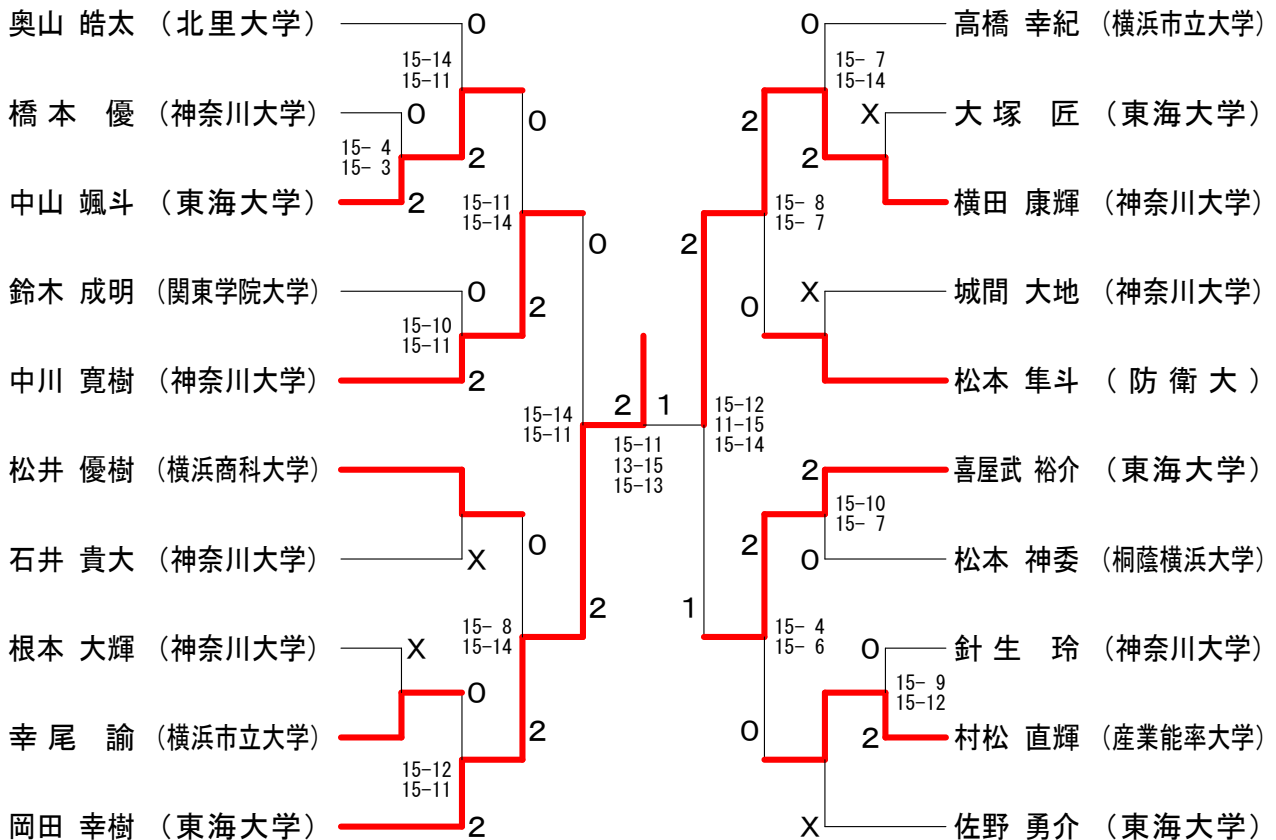 奥山 皓太 (北里大学) 0 0 高橋 幸紀 (横浜市立大学)
15-14 15- 7
15-11 15-14
橋本 優 (神奈川大学) 0 0 2 X 大塚 匠 (東海大学)
15- 4
15- 3 2 2
中山 颯斗 (東海大学) 2 15-11 15- 8 横田 康輝 (神奈川大学)
15-14 15- 7
0 2
鈴木 成明 (関東学院大学) 0 2 0 X 城間 大地 (神奈川大学)
15-10
15-11
中川 寛樹 (神奈川大学) 2 松本 隼斗 (防衛大)
2 1
15-14 15-12
15-11 11-15
15-14
15-11
13-15
15-13
松井 優樹 (横浜商科大学) 2 喜屋武 裕介 (東海大学)
15-10
15- 7
0 2
石井 貴大 (神奈川大学) X 0 松本 神委 (桐蔭横浜大学)
2 1
15- 8 15- 4
15-14 15- 6
根本 大輝 (神奈川大学) X 0 針生 玲 (神奈川大学)
0 15- 9
15-12
幸尾 諭 (横浜市立大学) 2 0 2 村松 直輝 (産業能率大学)
15-12
15-11
岡田 幸樹 (東海大学) 2 X 佐野 勇介 (東海大学)